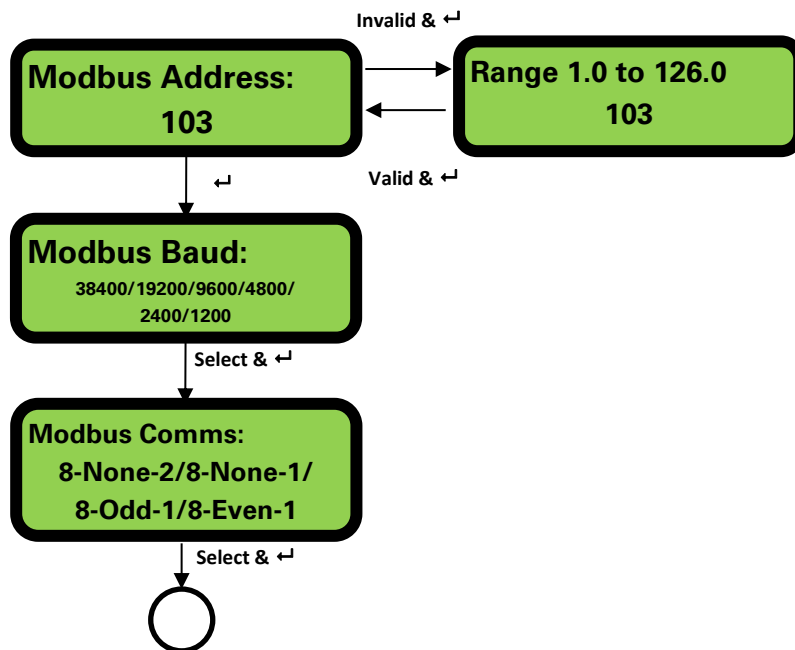 Invalid & ↵
Modbus Address:
103
Range 1.0 to 126.0
103
↵
Valid & ↵
Modbus Baud:
38400/19200/9600/4800/
2400/1200
Select & ↵
Modbus Comms:
8-None-2/8-None-1/
8-Odd-1/8-Even-1
Select & ↵